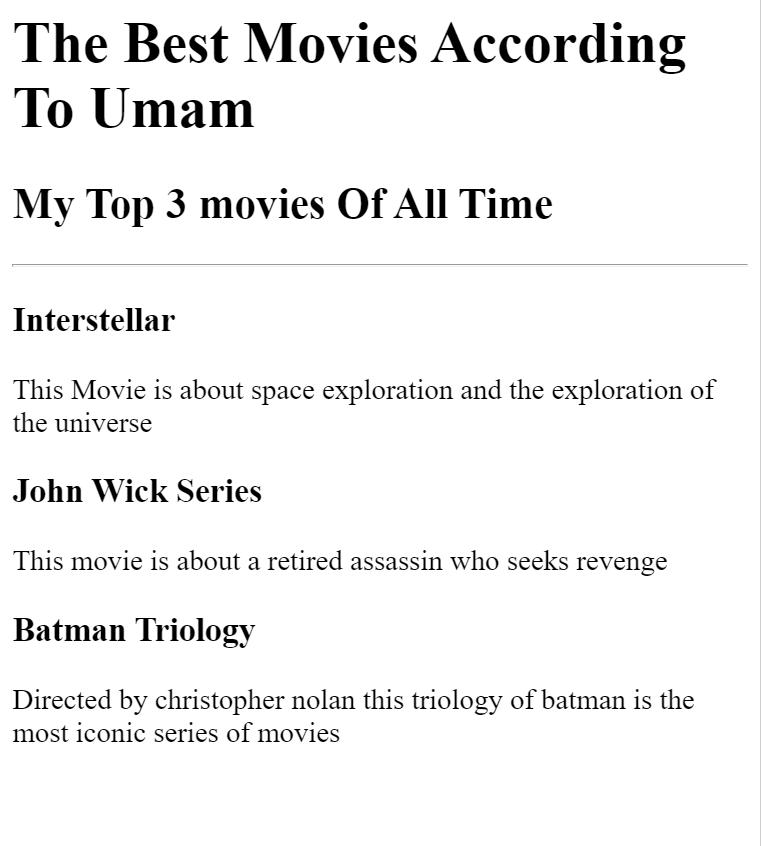 The Best Movies According
To Umam
My Top 3 movies Of All Time
Interstellar
This Movie is about space exploration and the exploration of
the universe
John Wick Series
This movie is about a retired assassin who seeks revenge
Batman Triology
Directed by christopher nolan this triology of batman is the
most iconic series of movies